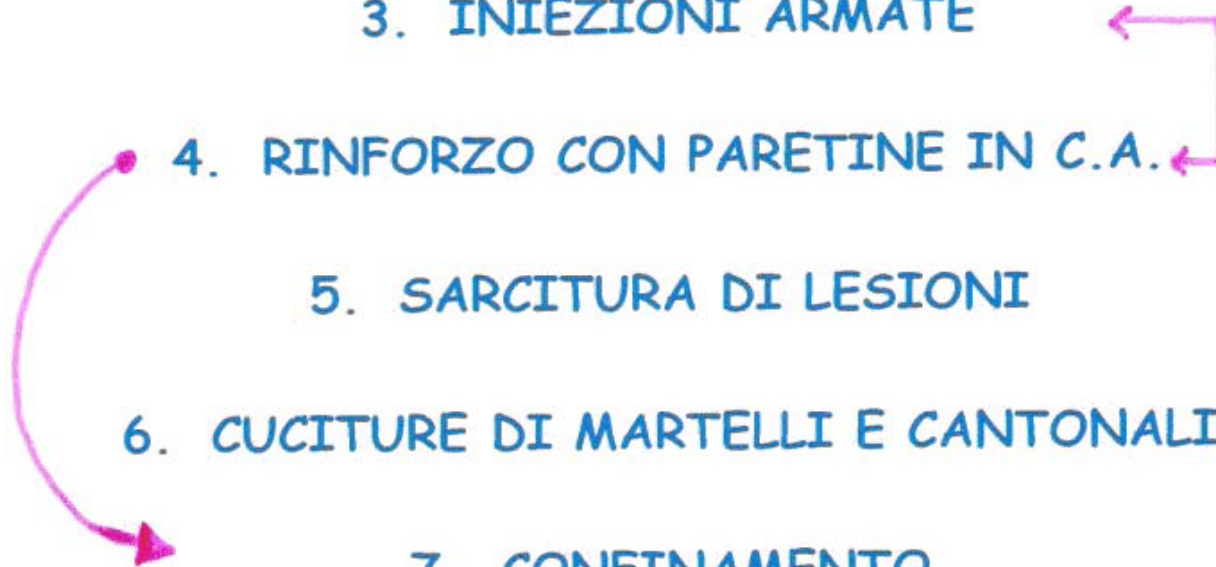 3. INIEZIONI ARMATE
4. RINFORZO CON PARETINE IN C.A.
5. SARCITURA DI LESIONI
6. CUCITURE DI MARTELLI E CANTONALI
7. CONFINAMENTO